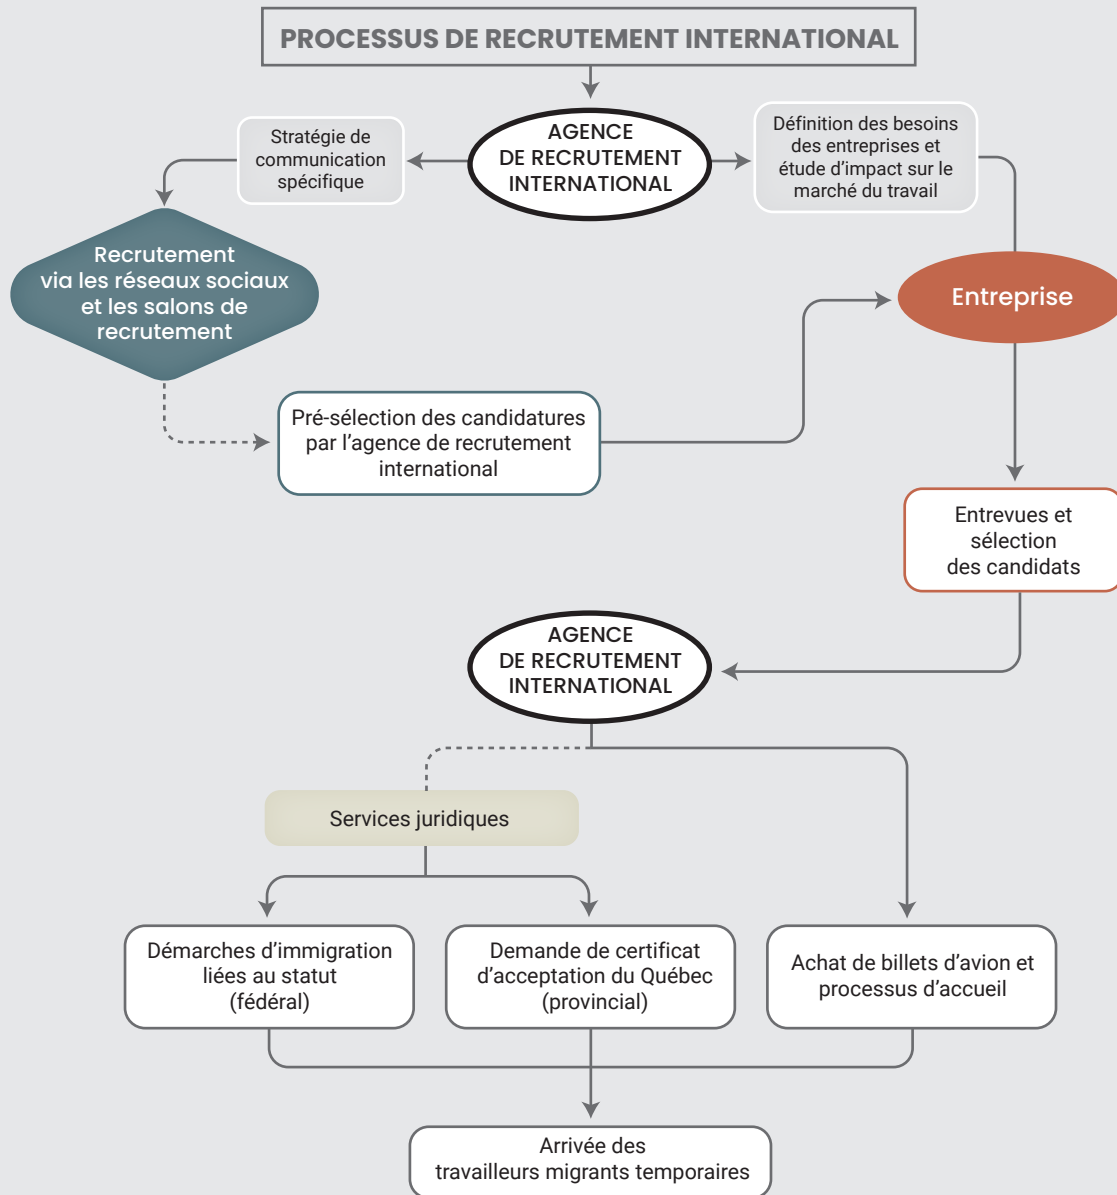 PROCESSUS DE RECRUTEMENT INTERNATIONAL
AGENCE
DE RECRUTEMENT
INTERNATIONAL
Stratégie de
communication
spécifique
Définition des besoins
des entreprises et
étude d’impact sur le
marché du travail
Recrutement
via les réseaux sociaux
et les salons de
recrutement
Entreprise
Pré-sélection des candidatures
par l’agence de recrutement
international
Entrevues et
sélection
des candidats
AGENCE
DE RECRUTEMENT
INTERNATIONAL
Services juridiques
Démarches d’immigration
liées au statut
(fédéral)
Demande de certificat
d’acceptation du Québec
(provincial)
Achat de billets d’avion et
processus d’accueil
Arrivée des
travailleurs migrants temporaires